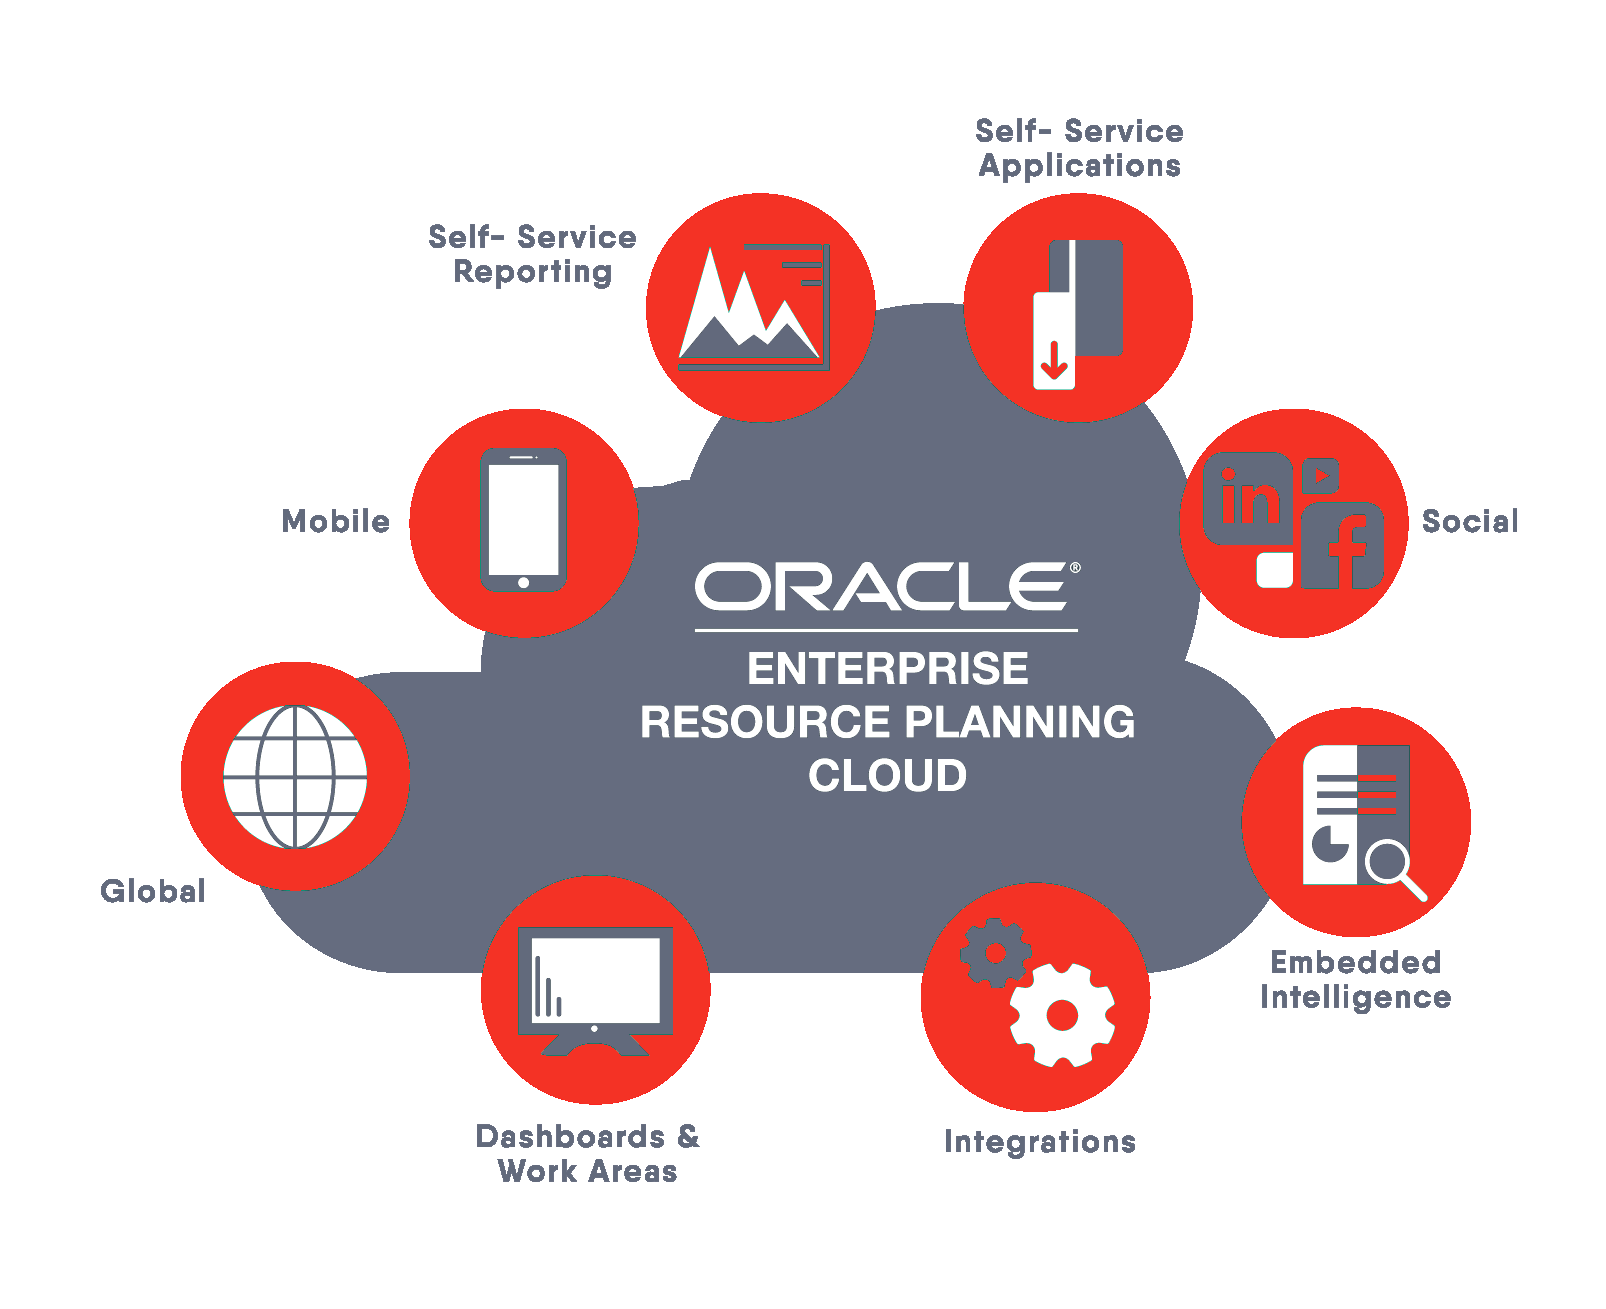 Self- Service
Applications
Self- Service
Reporting
Mobile
in
f
Social
ORACLE®
ENTERPRISE
RESOURCE PLANNING
CLOUD
Global
Embedded
Intelligence
Dashboards &
Work Areas
Integrations